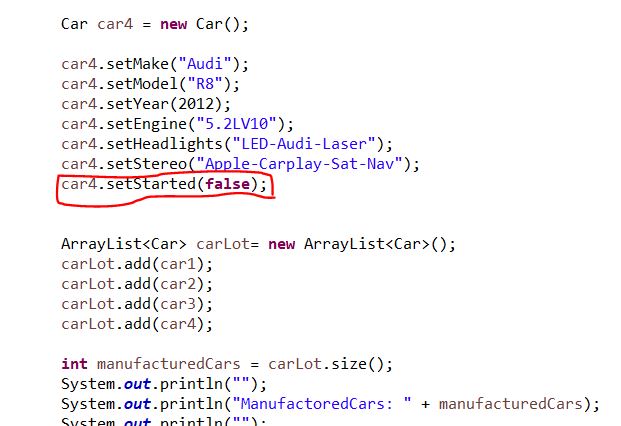 Car car4 = new Car();
car4.setMake("Audi");
car4.setModel("R8");
car4.setYear(2012);
car4.setEngine("5.2LV10");
car4.setHeadlights("LED-Audi-Laser");
car4.setStereo("Apple-Carplay-Sat-Nav");
car4.setStarted(false);
ArrayList<Car> carLot= new ArrayList<Car>();
carLot.add(car1);
carLot.add(car2);
carLot.add(car3);
carLot.add(car4);
int manufacturedCars = carLot.size();
System.out.println("");
System.out.println("ManufactoredCars: " + manufacturedCars);
System.out.println("");